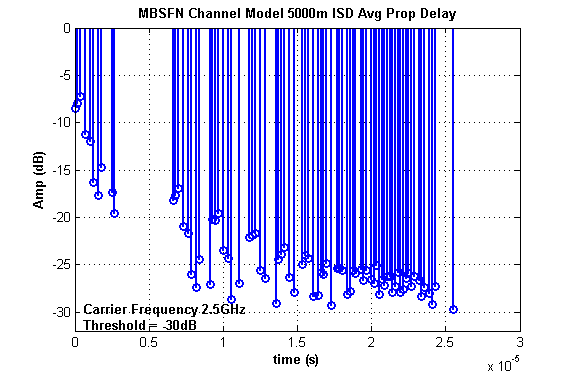 MBSFN Channel Model 5000m ISD Avg Prop Delay
0
-5
-10
-15
-20
-25
-30
Amp (dB)
Carrier Frequency 2.5GHz
Threshold = -30dB
0 0.5 1 1.5 2 2.5 3
time (s)
x 10^-5